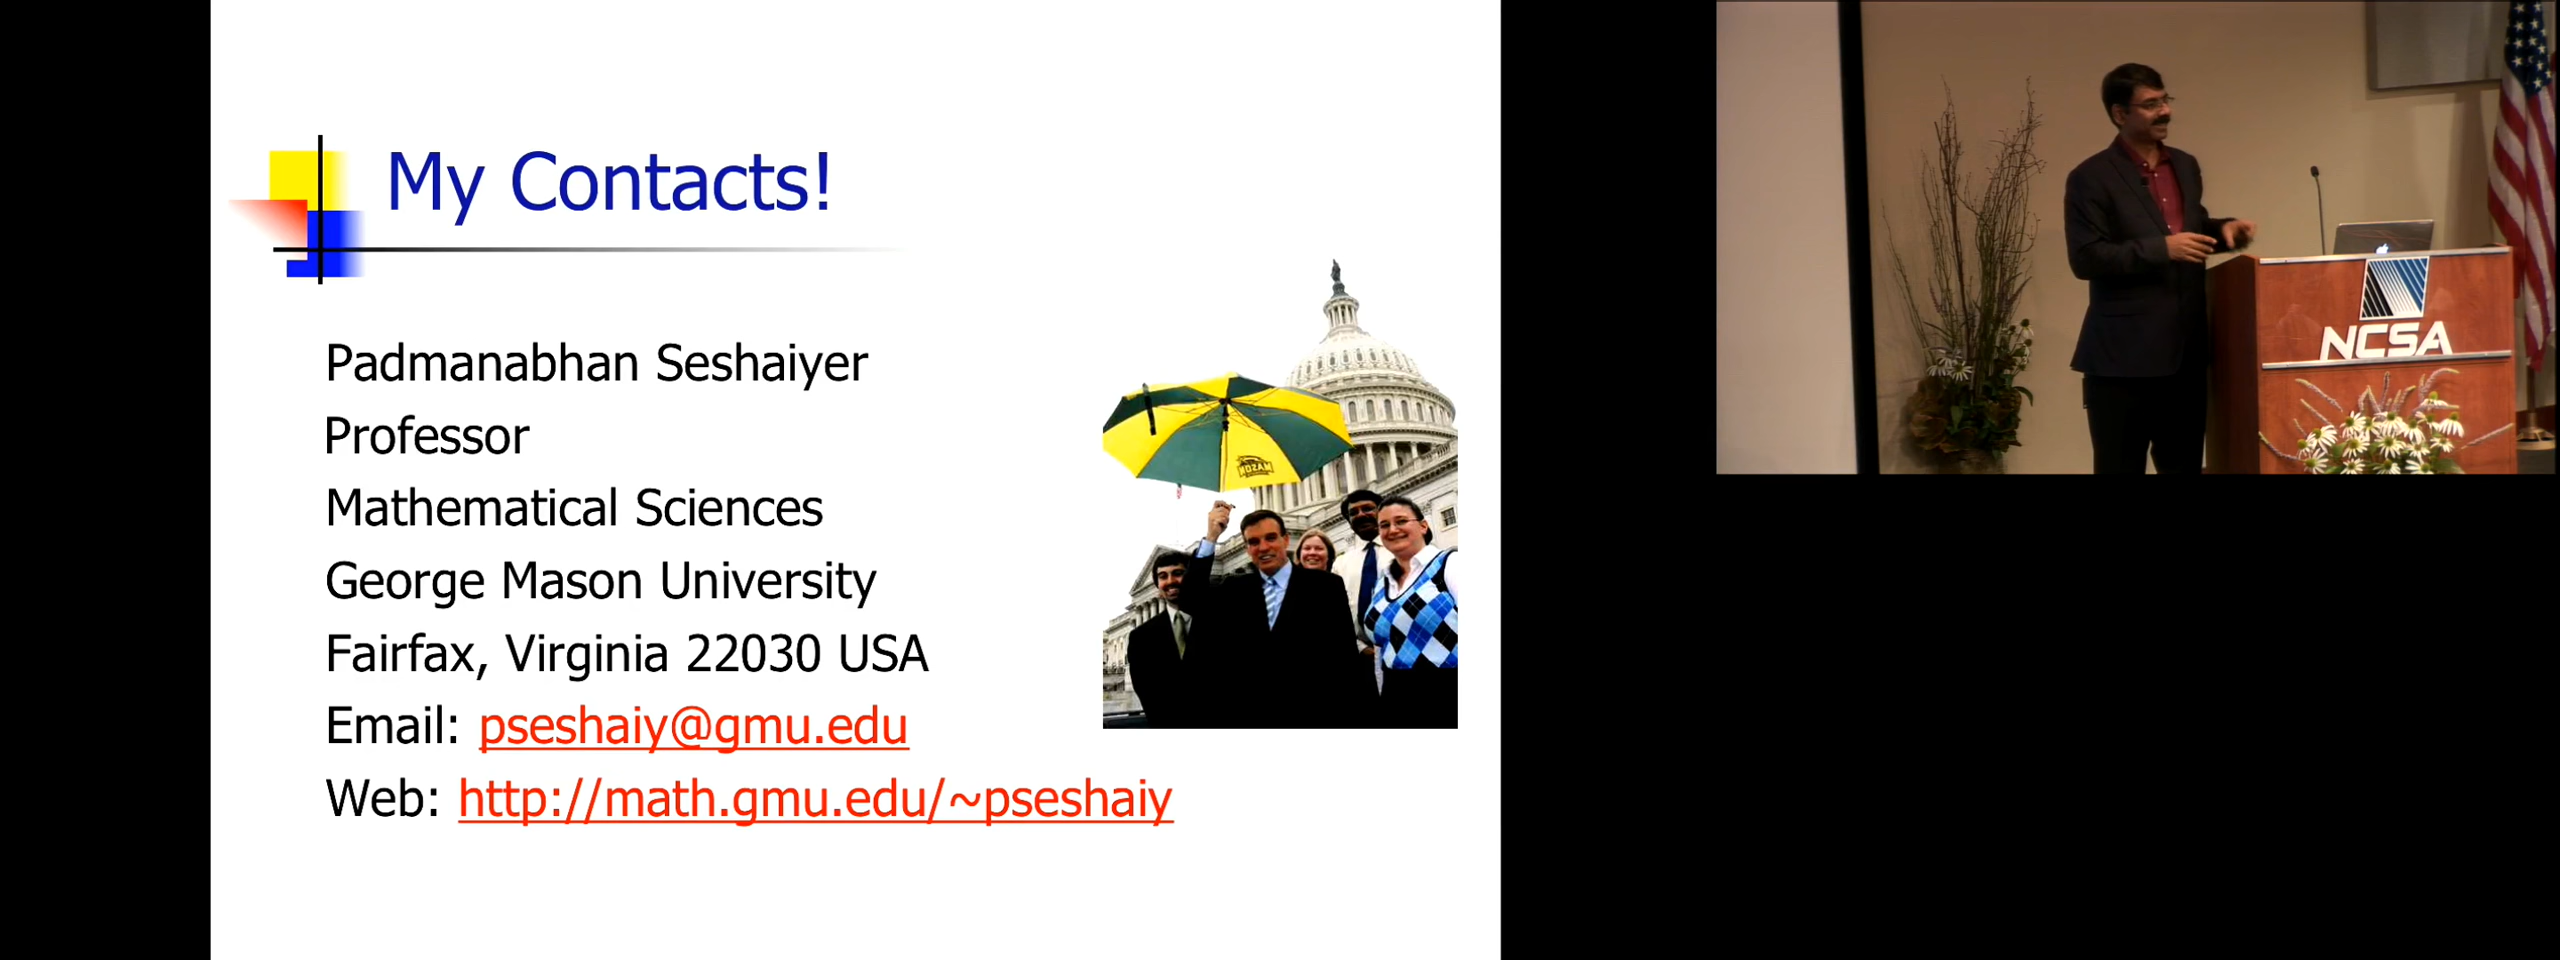 My Contacts!
Padmanabhan Seshaiyer
Professor
Mathematical Sciences
George Mason University
Fairfax, Virginia 22030 USA
Email: pseshaiy@gmu.edu
Web: http://math.gmu.edu/~pseshaiy
MASON
NCSA